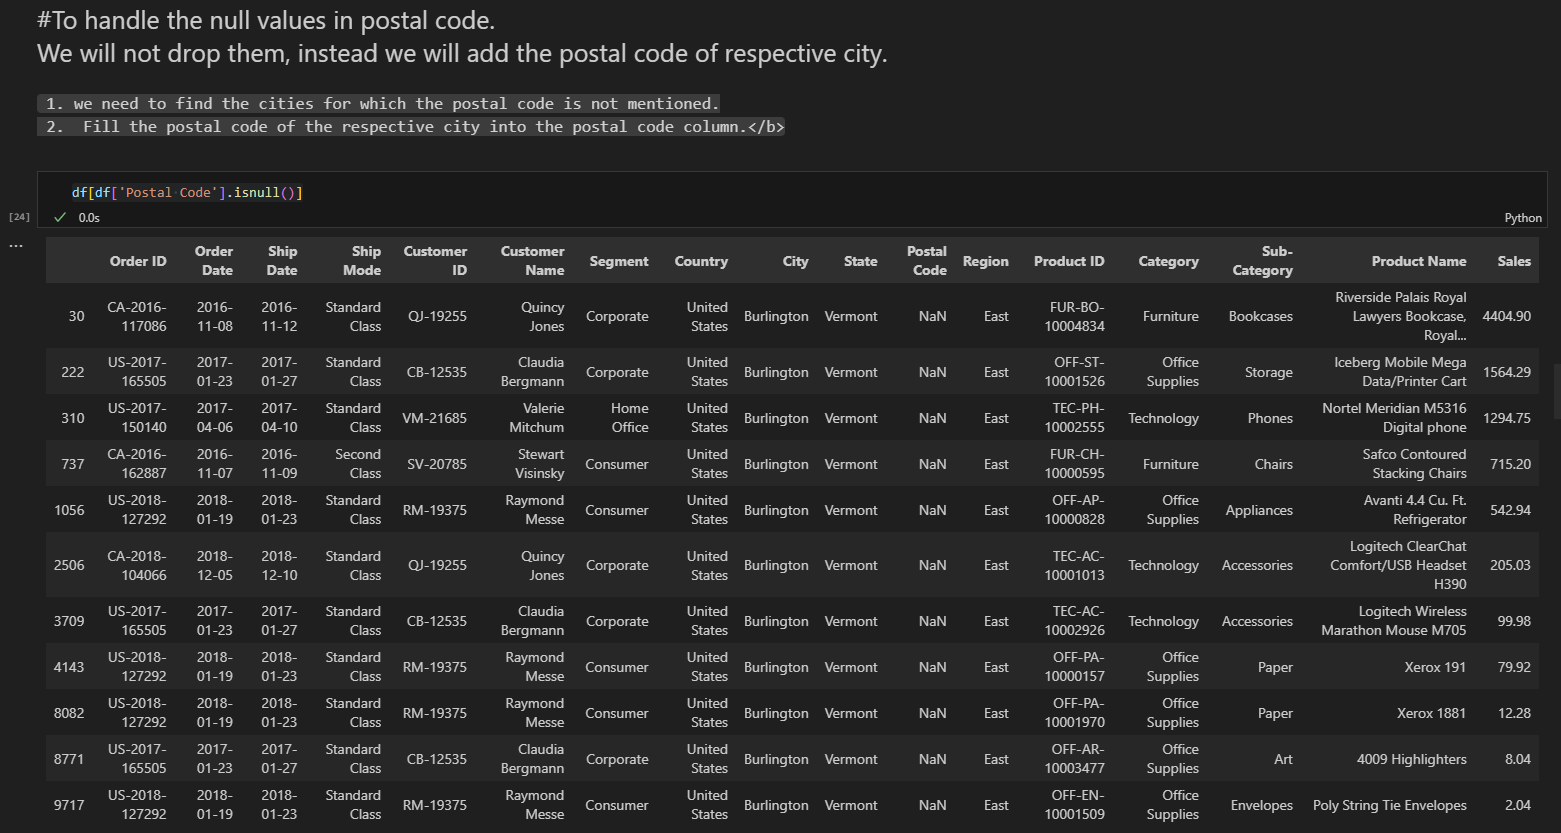 #To handle the null values in postal code.
We will not drop them, instead we will add the postal code of respective city.
1. we need to find the cities for which the postal code is not mentioned.
2.  Fill the postal code of the respective city into the postal code column.</b>
df[df['Postal Code'].isnull()]
[24] ✓ 0.0s Python
...
Order ID Order Date Ship Date Ship Mode Customer ID Customer Name Segment Country City State Postal Code Region Product ID Category Sub-Category Product Name Sales
30 CA-2016-117086 2016-11-08 2016-11-12 Standard Class QJ-19255 Quincy Jones Corporate United States Burlington Vermont NaN East FUR-BO-10004834 Furniture Bookcases Riverside Palais Royal Lawyers Bookcase, Royal... 4404.90
222 US-2017-165505 2017-01-23 2017-01-27 Standard Class CB-12535 Claudia Bergmann Corporate United States Burlington Vermont NaN East OFF-ST-10001526 Office Supplies Storage Iceberg Mobile Mega Data/Printer Cart 1564.29
310 US-2017-150140 2017-04-06 2017-04-10 Standard Class VM-21685 Valerie Mitchum Home Office United States Burlington Vermont NaN East TEC-PH-10002555 Technology Phones Nortel Meridian M5316 Digital phone 1294.75
737 CA-2016-162887 2016-11-07 2016-11-09 Second Class SV-20785 Stewart Visinsky Consumer United States Burlington Vermont NaN East FUR-CH-10000595 Furniture Chairs Safco Contoured Stacking Chairs 715.20
1056 US-2018-127292 2018-01-19 2018-01-23 Standard Class RM-19375 Raymond Messe Consumer United States Burlington Vermont NaN East OFF-AP-10000828 Office Supplies Appliances Avanti 4.4 Cu. Ft. Refrigerator 542.94
2506 CA-2018-104066 2018-12-05 2018-12-10 Standard Class QJ-19255 Quincy Jones Corporate United States Burlington Vermont NaN East TEC-AC-10001013 Technology Accessories Logitech ClearChat Comfort/USB Headset H390 205.03
3709 US-2017-165505 2017-01-23 2017-01-27 Standard Class CB-12535 Claudia Bergmann Corporate United States Burlington Vermont NaN East TEC-AC-10002926 Technology Accessories Logitech Wireless Marathon Mouse M705 99.98
4143 US-2018-127292 2018-01-19 2018-01-23 Standard Class RM-19375 Raymond Messe Consumer United States Burlington Vermont NaN East OFF-PA-10000157 Office Supplies Paper Xerox 191 79.92
8082 US-2018-127292 2018-01-19 2018-01-23 Standard Class RM-19375 Raymond Messe Consumer United States Burlington Vermont NaN East OFF-PA-10001970 Office Supplies Paper Xerox 1881 12.28
8771 US-2017-165505 2017-01-23 2017-01-27 Standard Class CB-12535 Claudia Bergmann Corporate United States Burlington Vermont NaN East OFF-AR-10003477 Office Supplies Art 4009 Highlighters 8.04
9717 US-2018-127292 2018-01-19 2018-01-23 Standard Class RM-19375 Raymond Messe Consumer United States Burlington Vermont NaN East OFF-EN-10001509 Office Supplies Envelopes Poly String Tie Envelopes 2.04